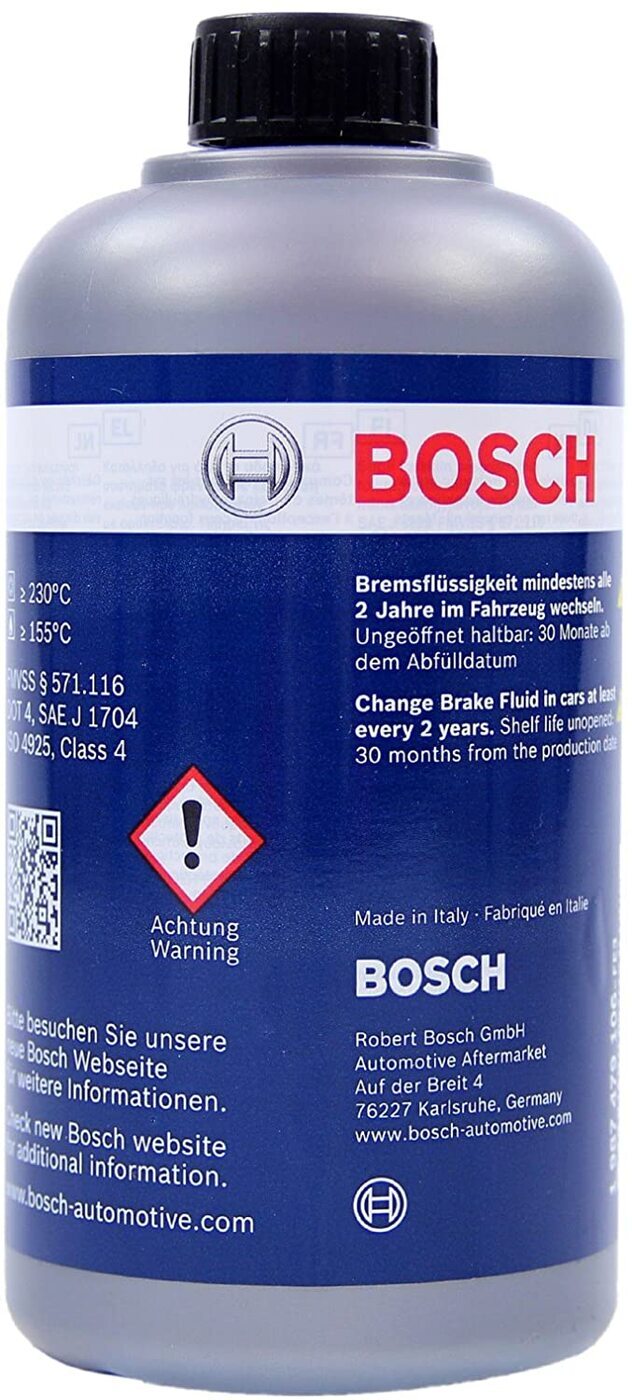 BOSCH
≥ 230°C
≥ 155°C
FMVSS § 571.116
DOT 4, SAE J 1704
ISO 4925, Class 4
Achtung
Warning
besuchen Sie unsere
neue Bosch Webseite
weitere Informationen.
Check new Bosch website
additional information.
www.bosch-automotive.com
Bremsflüssigkeit mindestens alle
2 Jahre im Fahrzeug wechseln.
Ungeöffnet haltbar: 30 Monate ab
dem Abfülldatum
Change Brake Fluid in cars at least
every 2 years. Shelf life unopened:
30 months from the production date
Made in Italy · Fabriqué en Italie
BOSCH
Robert Bosch GmbH
Automotive Aftermarket
Auf der Breit 4
76227 Karlsruhe, Germany
www.bosch-automotive.com
1 987 479 106